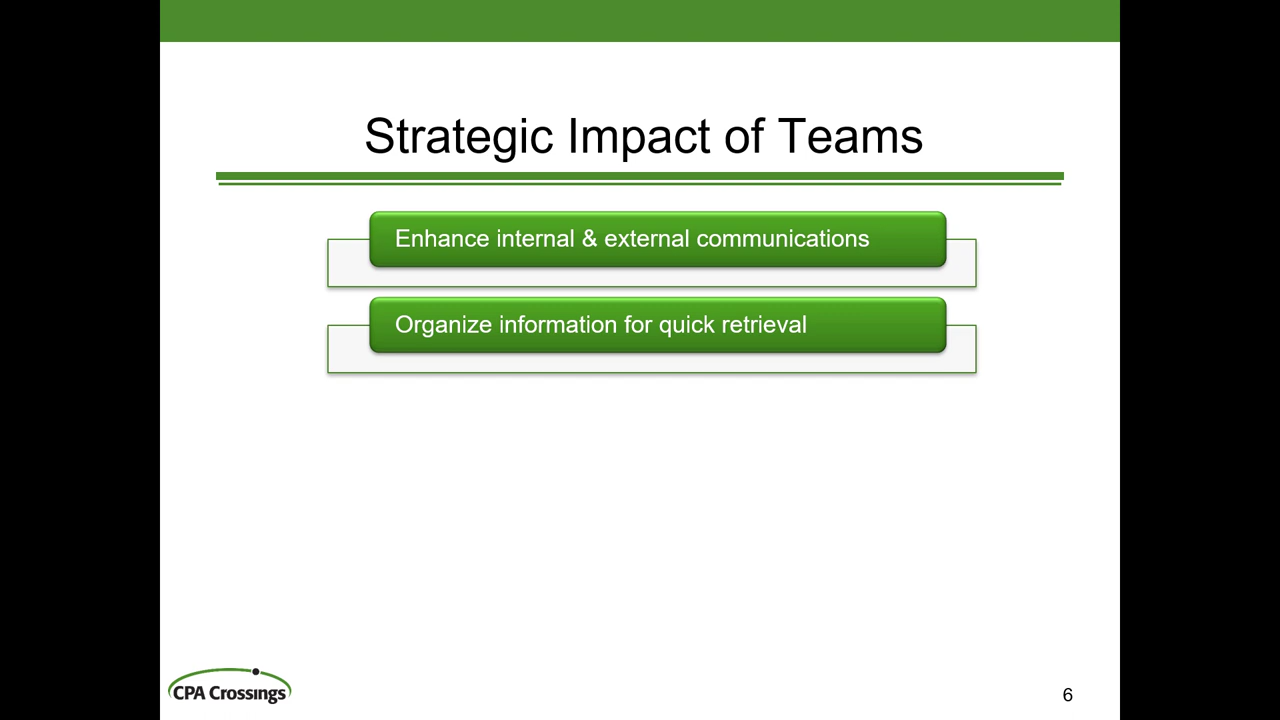 Strategic Impact of Teams
Enhance internal & external communications
Organize information for quick retrieval
CPA Crossings
6